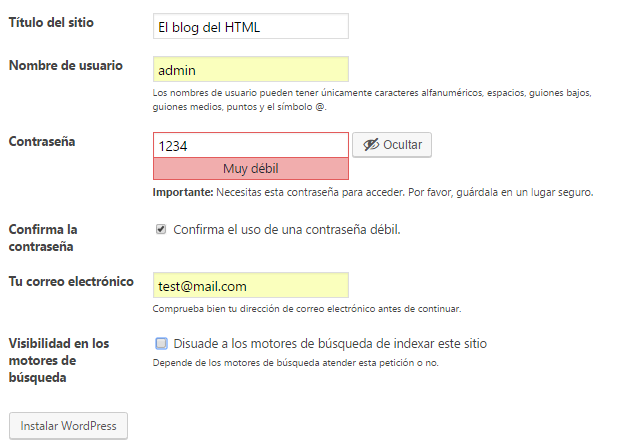 Título del sitio
El blog del HTML
Nombre de usuario
admin
Los nombres de usuario pueden tener únicamente caracteres alfanuméricos, espacios, guiones bajos,
guiones medios, puntos y el símbolo @.
Contraseña
1234
Ocultar
Muy débil
Importante: Necesitas esta contraseña para acceder. Por favor, guárdala en un lugar seguro.
Confirma la
contraseña
Confirma el uso de una contraseña débil.
Tu correo electrónico
test@mail.com
Comprueba bien tu dirección de correo electrónico antes de continuar.
Visibilidad en los
motores de
búsqueda
Disuade a los motores de búsqueda de indexar este sitio
Depende de los motores de búsqueda atender esta petición o no.
Instalar WordPress